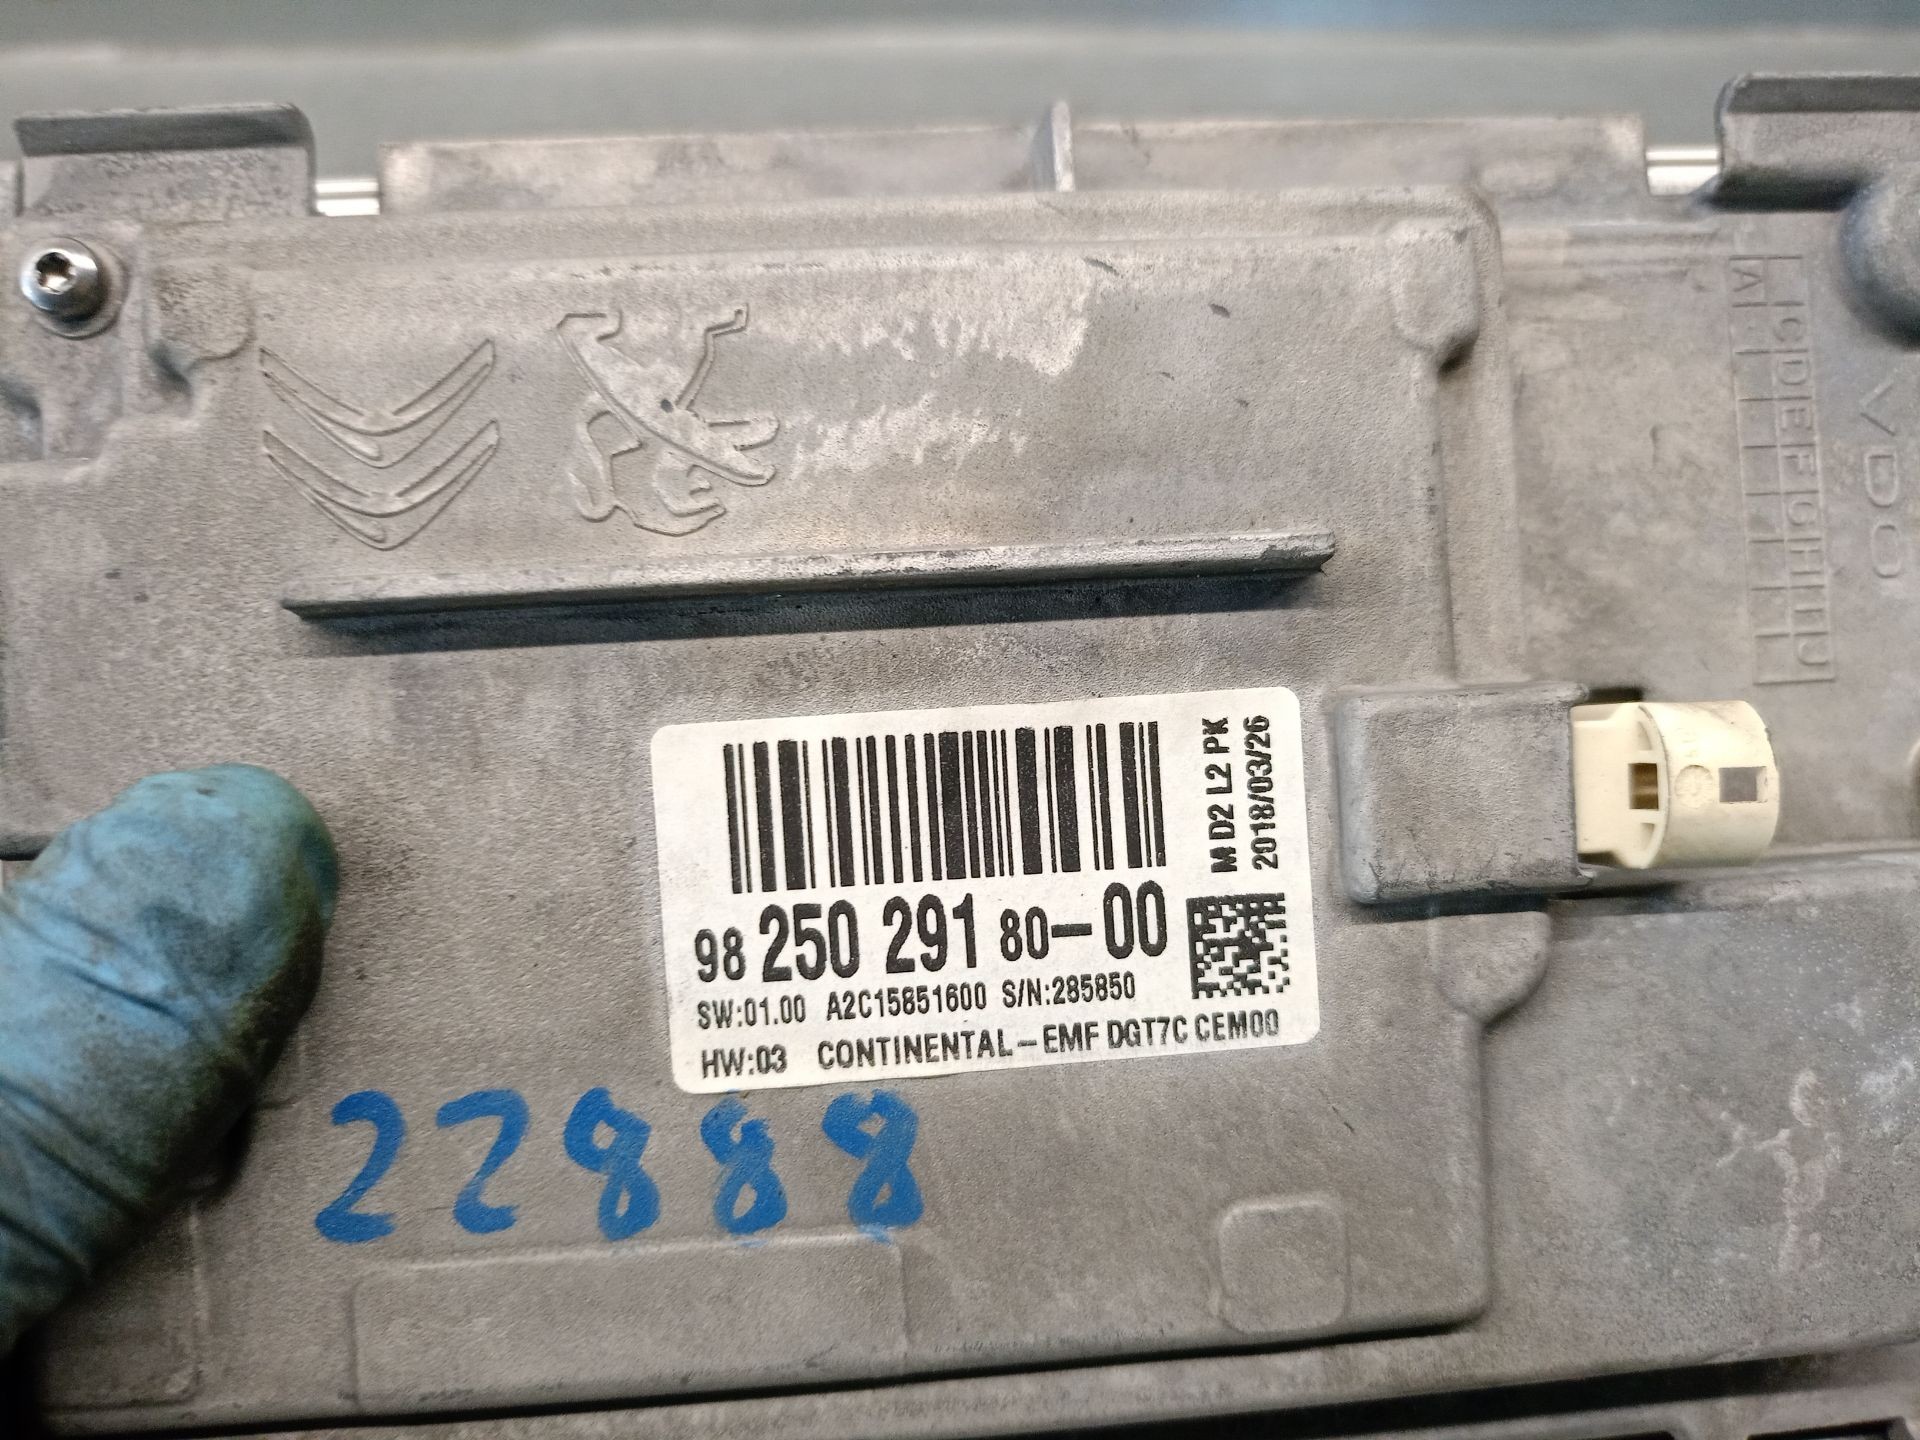 M D2 L2 PK
2018/03/26
98 250 291 80-00
SW:01.00 A2C15851600 S/N:285850
HW:03 CONTINENTAL-EMF DGT7C CEM00
22888
VDO